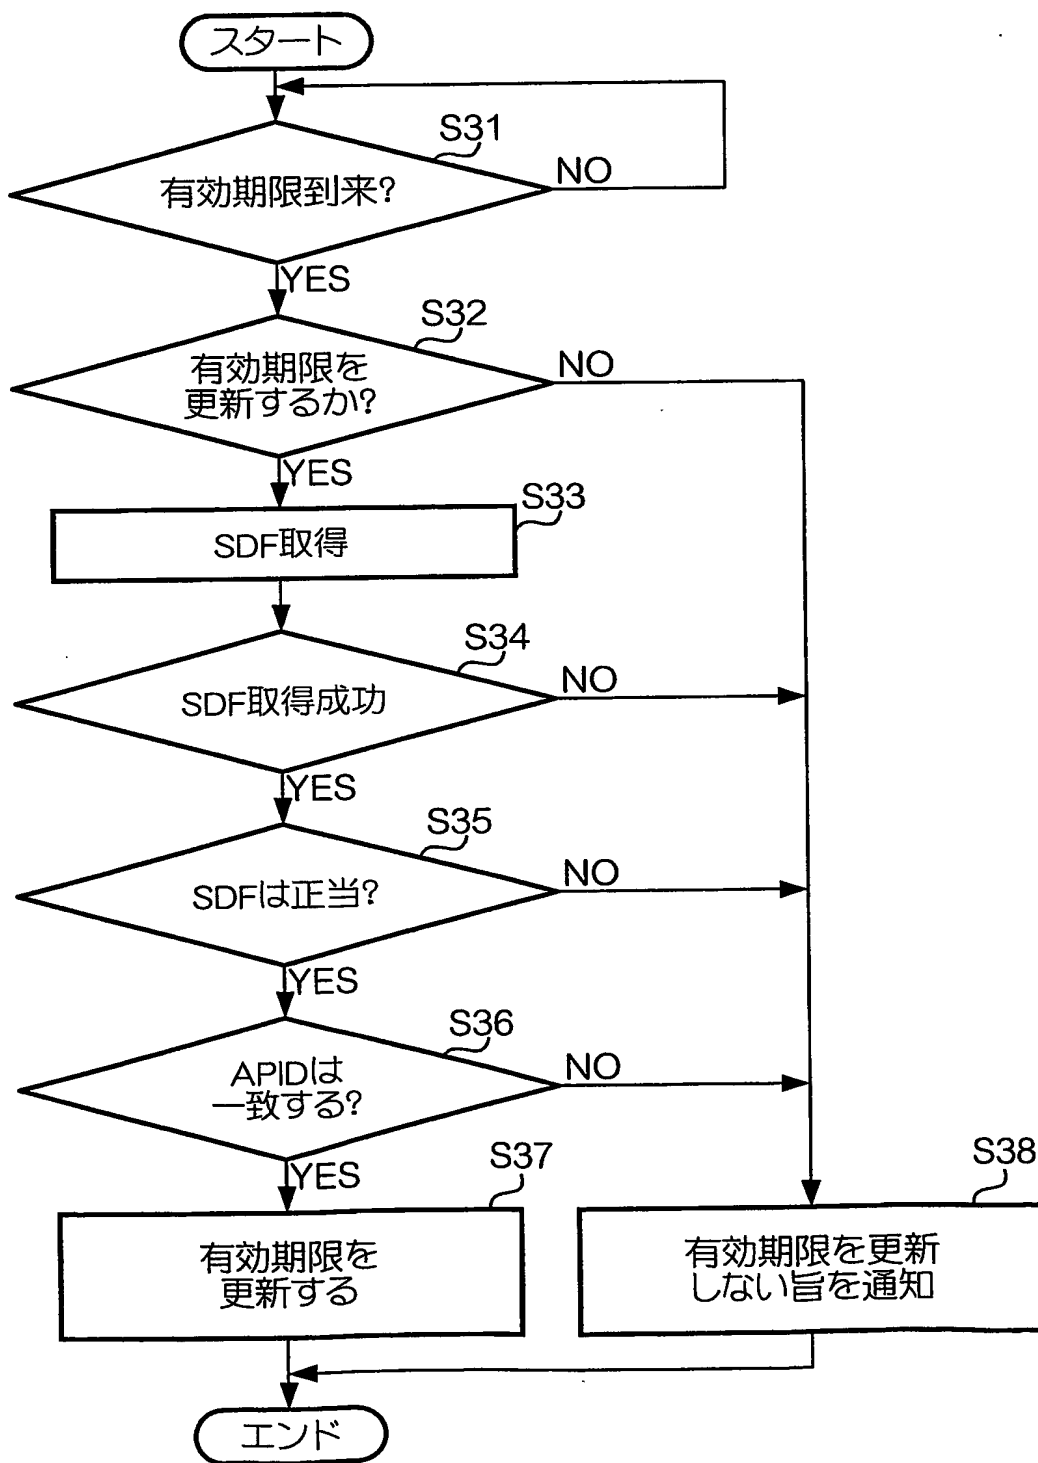 スタート
S31
有効期限到来?
NO
YES
S32
有効期限を
更新するか?
NO
YES
S33
SDF取得
S34
SDF取得成功
NO
YES
S35
SDFは正当?
NO
YES
S36
APIDは
一致する?
NO
YES
S37
有効期限を
更新する
S38
有効期限を更新
しない旨を通知
エンド